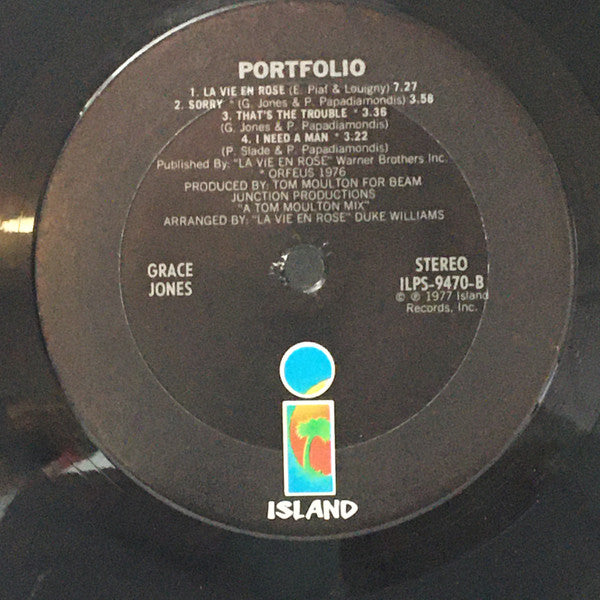 PORTFOLIO
1. LA VIE EN ROSE (E. Piaf & Louigny) 7.27
2. SORRY * (G. Jones & P. Papadiamondis) 3.58
3. THAT'S THE TROUBLE * 3.36
(G. Jones & P. Papadiamondis)
4. I NEED A MAN * 3.22
(P. Slade & P. Papadiamondis)
Published By: "LA VIE EN ROSE" Warner Brothers Inc.
* ORFEUS 1976
PRODUCED BY: TOM MOULTON FOR BEAM
JUNCTION PRODUCTIONS
"A TOM MOULTON MIX"
ARRANGED BY: "LA VIE EN ROSE" DUKE WILLIAMS
GRACE
JONES
STEREO
ILPS-9470-B
© ℗ 1977 Island
Records, Inc.
ISLAND